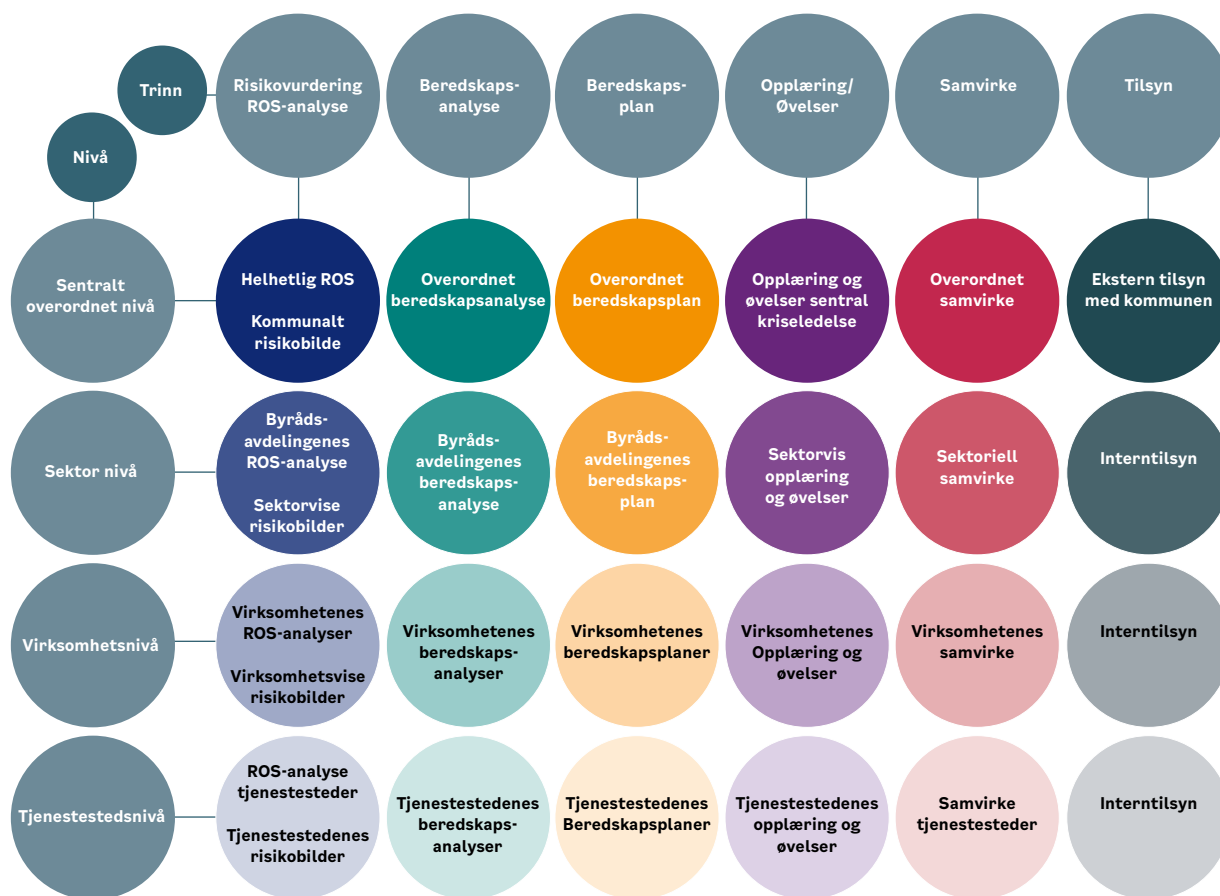 Trinn
Risikovurdering
ROS-analyse
Beredskaps-
analyse
Beredskaps-
plan
Opplæring/
Øvelser
Samvirke
Tilsyn
Nivå
Sentralt
overordnet nivå
Helhetlig ROS
Kommunalt
risikobilde
Overordnet
beredskapsanalyse
Overordnet
beredskapsplan
Opplæring og
øvelser sentral
kriseledelse
Overordnet
samvirke
Ekstern tilsyn
med kommunen
Sektor nivå
Byråds-
avdelingenes
ROS-analyse
Sektorvise
risikobilder
Byråds-
avdelingenes
beredskaps-
analyse
Byråds-
avdelingenes
beredskaps-
plan
Sektorvis
opplæring
og øvelser
Sektoriell
samvirke
Interntilsyn
Virksomhetsnivå
Virksomhetenes
ROS-analyser
Virksomhetsvise
risikobilder
Virksomhetenes
beredskaps-
analyser
Virksomhetenes
beredskapsplaner
Virksomhetenes
Opplæring og
øvelser
Virksomhetenes
samvirke
Interntilsyn
Tjenestestedsnivå
ROS-analyse
tjenestesteder
Tjenestestedenes
risikobilder
Tjenestestedenes
beredskaps-
analyser
Tjenestestedenes
Beredskapsplaner
Tjenestestedenes
opplæring og
øvelser
Samvirke
tjenestesteder
Interntilsyn